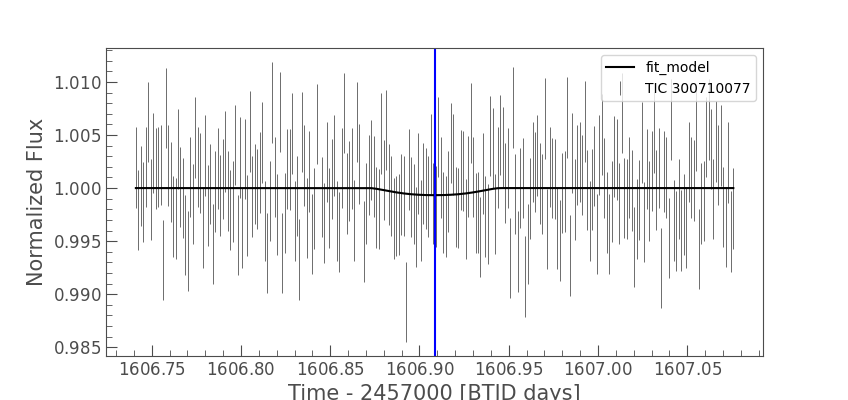 fit_model
TIC 300710077
1.010
1.005
1.000
0.995
0.990
0.985
Normalized Flux
1606.75 1606.80 1606.85 1606.90 1606.95 1607.00 1607.05
Time - 2457000 [BTJD days]